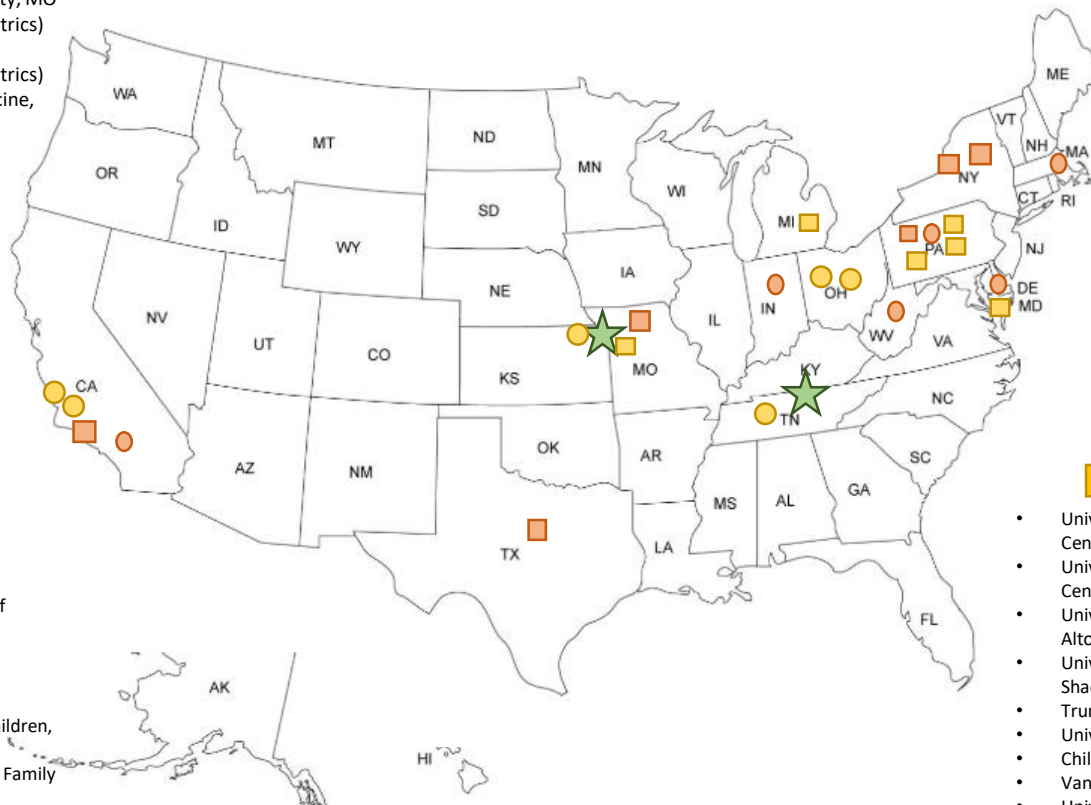 ty, MO
trics)
trics)
cine,
WA
OR
ID
MT
WY
NV
UT
CO
CA
AZ
NM
ND
SD
NE
KS
OK
TX
MN
IA
MO
AR
LA
WI
IL
MI
IN
OH
KY
TN
MS
AL
GA
FL
SC
NC
VA
WV
PA
NY
VT
NH
ME
MA
RI
CT
NJ
DE
MD
AK
HI
f
ildren,
Family
• Univ
Cen
• Univ
Cen
• Univ
Alto
• Univ
Shad
• Trun
• Univ
• Chil
• Van